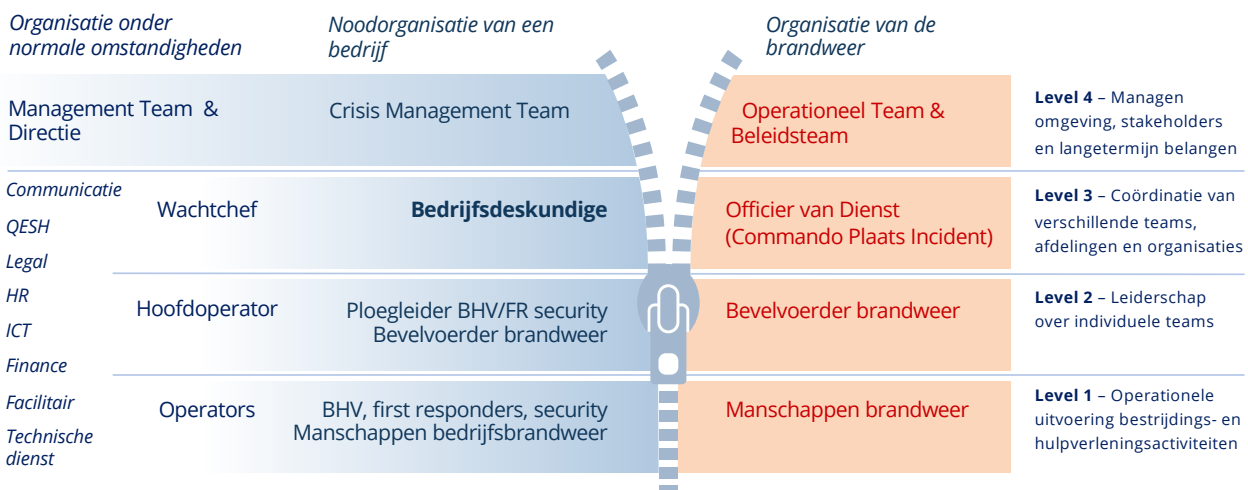 Organisatie onder
normale omstandigheden
Noodorganisatie van een
bedrijf
Organisatie van de
brandweer
Management Team &
Directie
Crisis Management Team
Operationeel Team &
Beleidsteam
Level 4 – Managen
omgeving, stakeholders
en langetermijn belangen
Communicatie
QESH
Legal
HR
ICT
Finance
Facilitair
Technische
dienst
Wachtchef
Bedrijfsdeskundige
Officier van Dienst
(Commando Plaats Incident)
Level 3 – Coördinatie van
verschillende teams,
afdelingen en organisaties
Hoofdoperator
Ploegleider BHV/FR security
Bevelvoerder brandweer
Bevelvoerder brandweer
Level 2 – Leiderschap
over individuele teams
Operators
BHV, first responders, security
Manschappen bedrijfsbrandweer
Manschappen brandweer
Level 1 – Operationele
uitvoering bestrijdings- en
hulpverleningsactiviteiten